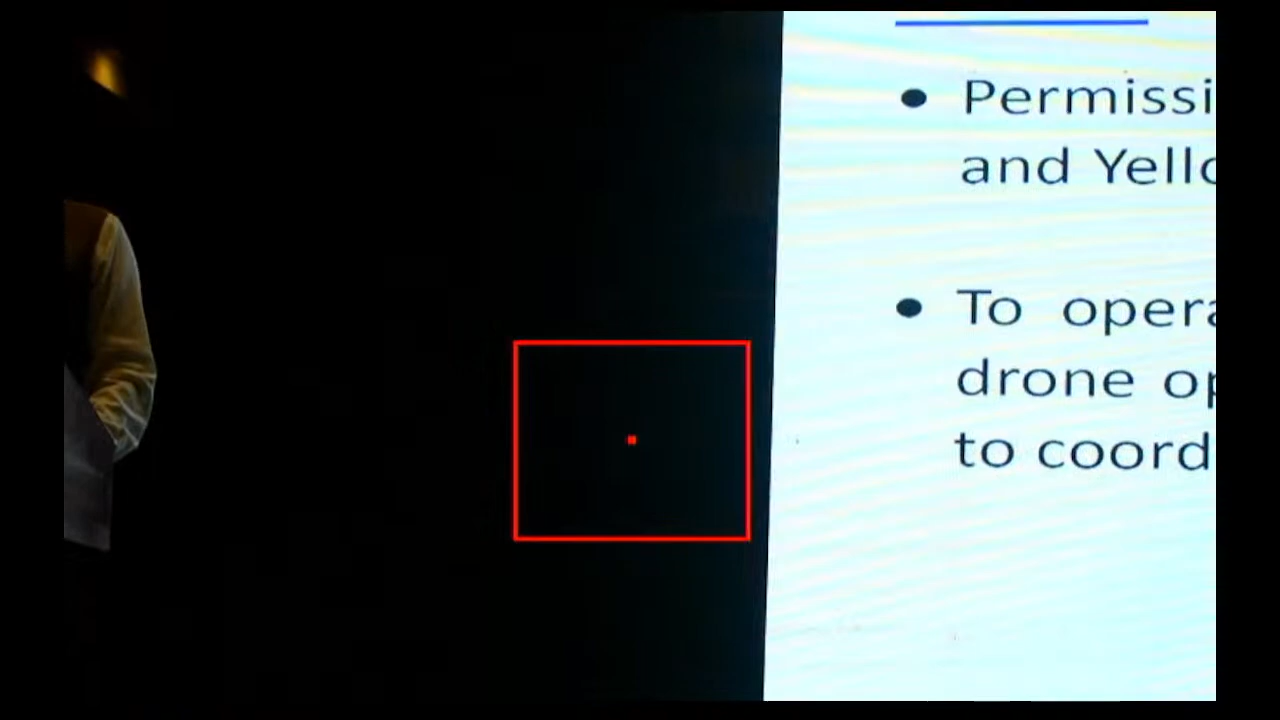 • Permissi
and Yello
• To opera
drone op
to coord